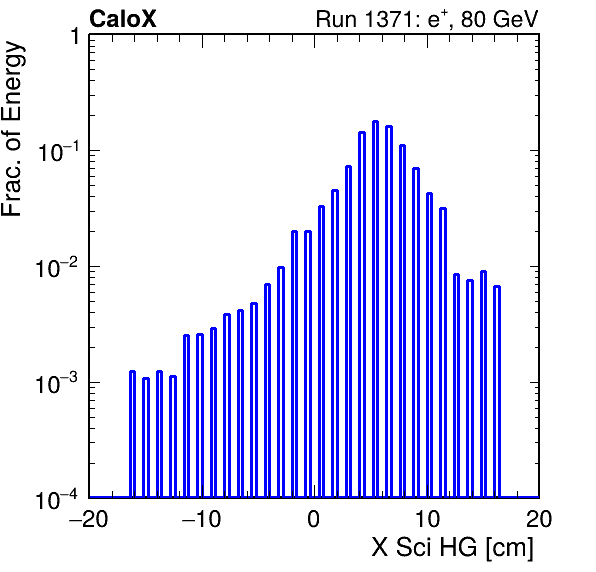 CaloX Run 1371: e⁺, 80 GeV
Frac. of Energy
1
10⁻¹
10⁻²
10⁻³
10⁻⁴
−20 −10 0 10 20
X Sci HG [cm]